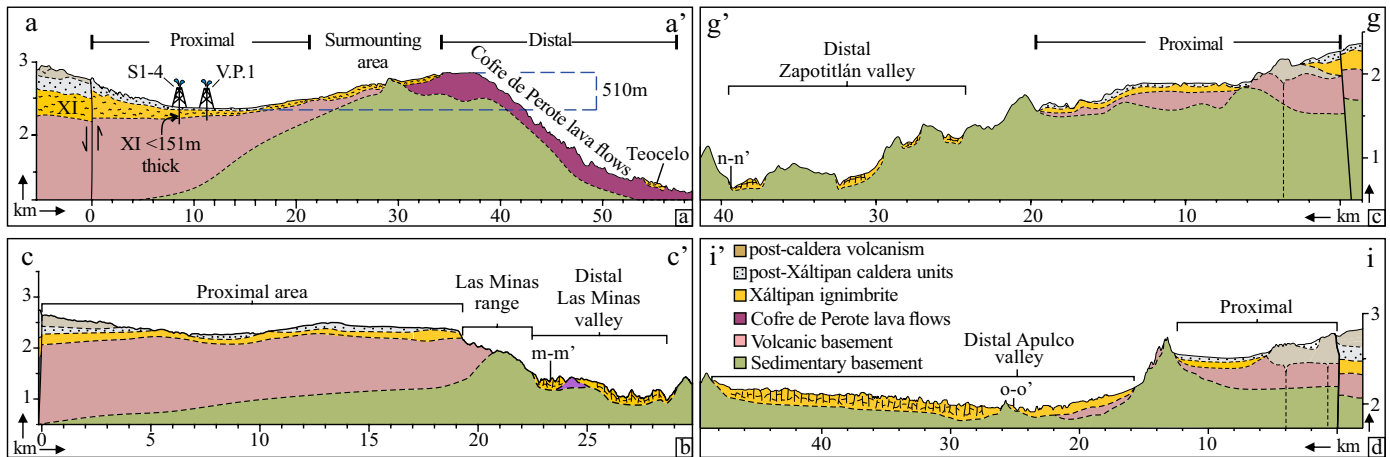 a
a'
Proximal
Surmounting
area
Distal
S1-4
V.P.1
3
2
1
XI
XI <151m
thick
Cofre de Perote lava flows
510m
Teocelo
km
0
10
20
30
40
50
a'
g'
g
Distal
Zapotitlán valley
Proximal
2
1
n-n'
40
30
20
10
km
c
c
c'
Proximal area
Las Minas
range
Distal
Las Minas
valley
3
2
1
m-m'
km
0
5
10
15
20
25
b
i'
i
post-caldera volcanism
post-Xáltipan caldera units
Xáltipan ignimbrite
Cofre de Perote lava flows
Volcanic basement
Sedimentary basement
Proximal
Distal Apulco
valley
o-o'
3
2
40
30
20
10
km
d